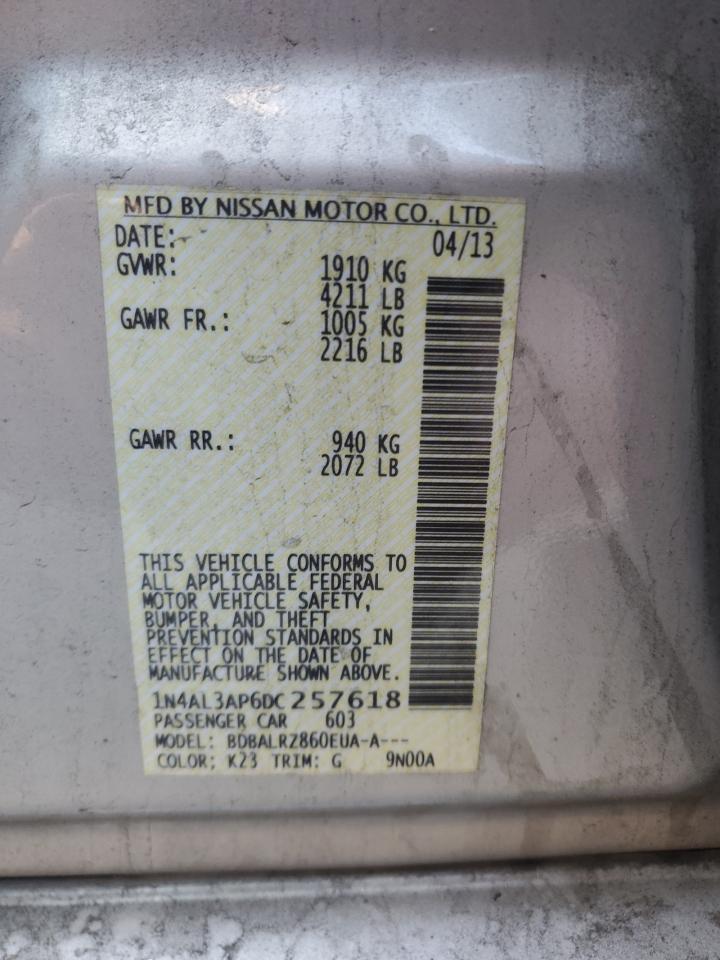 MFD BY NISSAN MOTOR CO., LTD.
DATE: 04/13
GVWR: 1910 KG
4211 LB
GAWR FR.: 1005 KG
2216 LB
GAWR RR.: 940 KG
2072 LB
THIS VEHICLE CONFORMS TO
ALL APPLICABLE FEDERAL
MOTOR VEHICLE SAFETY,
BUMPER, AND THEFT
PREVENTION STANDARDS IN
EFFECT ON THE DATE OF
MANUFACTURE SHOWN ABOVE.
1N4AL3AP6DC257618
PASSENGER CAR 603
MODEL: BDBALRZ860EUA-A---
COLOR: K23 TRIM: G 9N00A